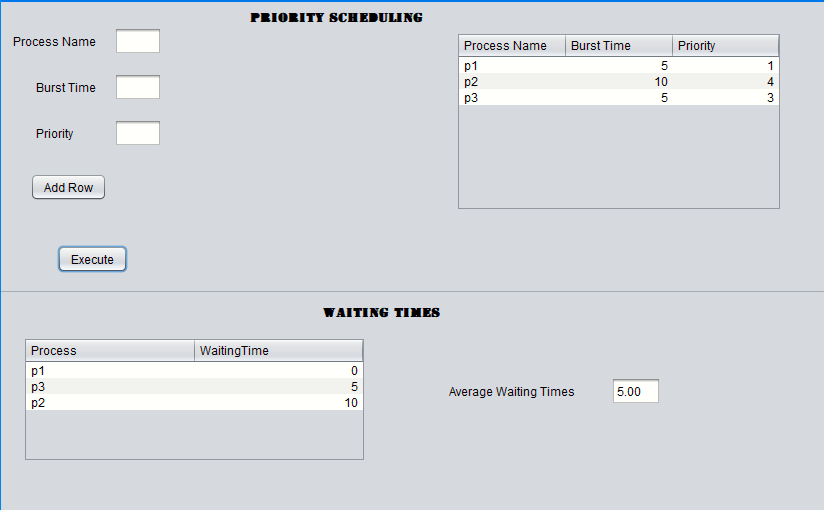 PRIORITY SCHEDULING
Process Name
Burst Time
Priority
Add Row
Execute
Process Name Burst Time Priority
p1 5 1
p2 10 4
p3 5 3
WAITING TIMES
Process WaitingTime
p1 0
p3 5
p2 10
Average Waiting Times 5.00